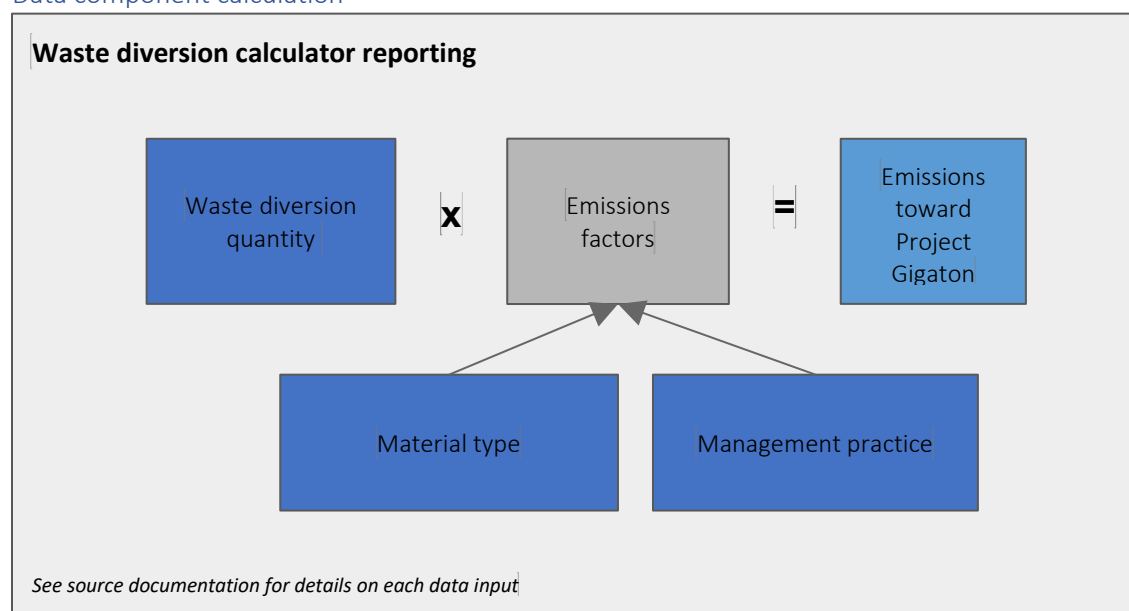 Data component calculation
Waste diversion calculator reporting
Waste diversion
quantity
x
Emissions
factors
=
Emissions
toward
Project
Gigaton
Material type
Management practice
See source documentation for details on each data input